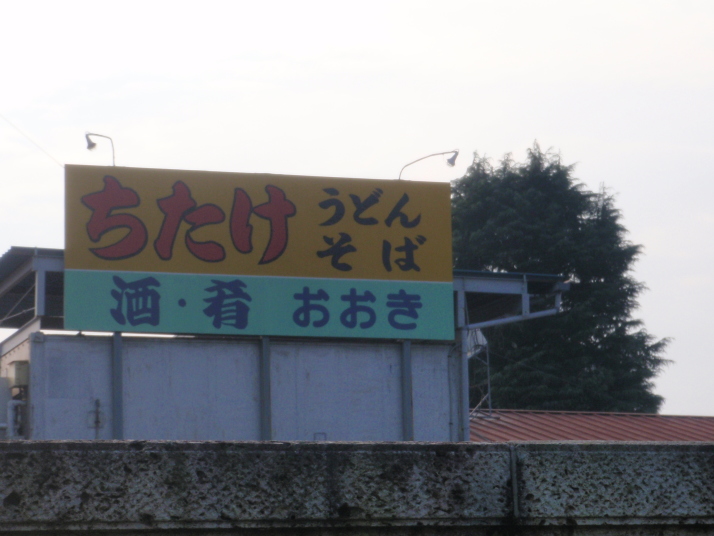 ちたけ うどん
そば
酒・肴 おおき